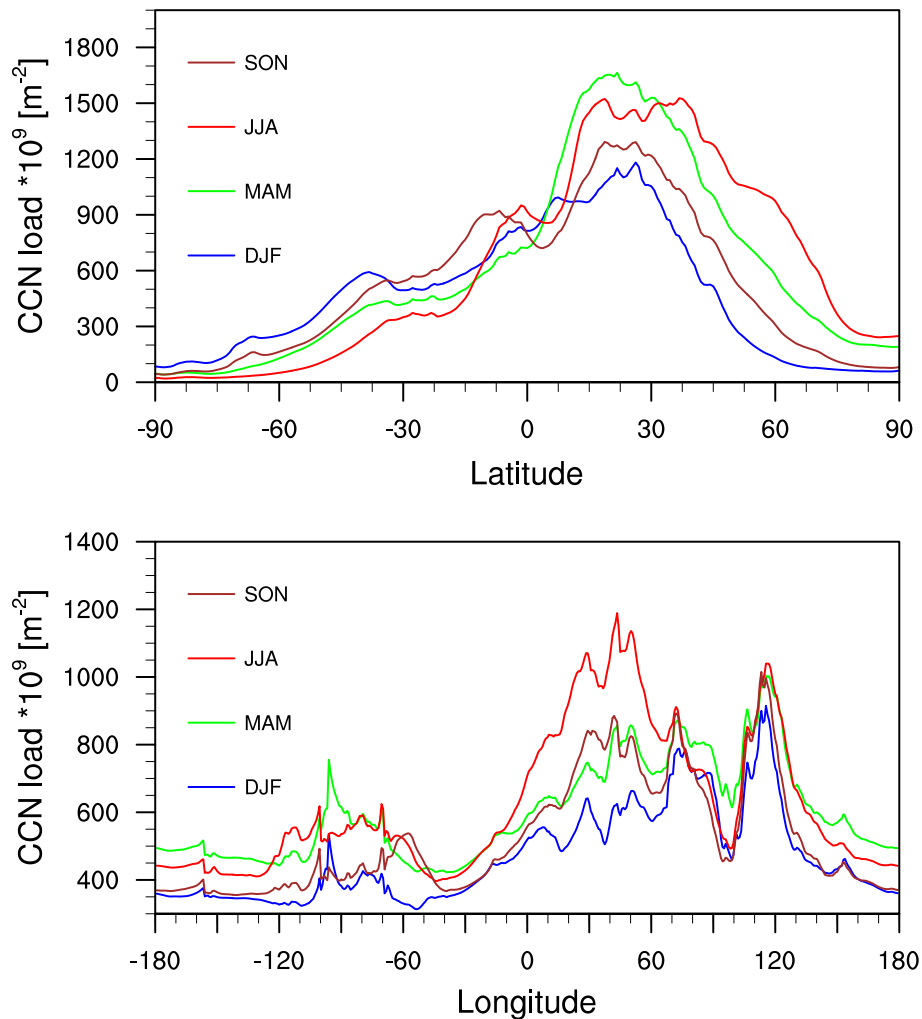 CCN load *10^9 [m^-2]
1800
1500
1200
900
600
300
0
SON
JJA
MAM
DJF
-90 -60 -30 0 30 60 90
Latitude
CCN load *10^9 [m^-2]
1400
1200
1000
800
600
400
SON
JJA
MAM
DJF
-180 -120 -60 0 60 120 180
Longitude